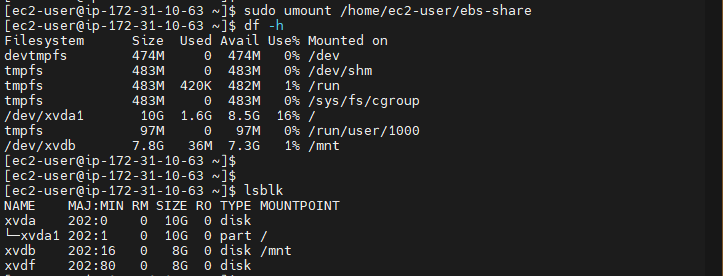 [ec2-user@ip-172-31-10-63 ~]$ sudo umount /home/ec2-user/ebs-share
[ec2-user@ip-172-31-10-63 ~]$ df -h
Filesystem      Size  Used Avail Use% Mounted on
devtmpfs        474M     0  474M   0% /dev
tmpfs           483M     0  483M   0% /dev/shm
tmpfs           483M  420K  482M   1% /run
tmpfs           483M     0  483M   0% /sys/fs/cgroup
/dev/xvda1       10G  1.6G  8.5G  16% /
tmpfs            97M     0   97M   0% /run/user/1000
/dev/xvdb       7.8G   36M  7.3G   1% /mnt
[ec2-user@ip-172-31-10-63 ~]$
[ec2-user@ip-172-31-10-63 ~]$
[ec2-user@ip-172-31-10-63 ~]$ lsblk
NAME    MAJ:MIN RM SIZE RO TYPE MOUNTPOINT
xvda    202:0    0  10G  0 disk
└─xvda1 202:1    0  10G  0 part /
xvdb    202:16   0   8G  0 disk /mnt
xvdf    202:80   0   8G  0 disk